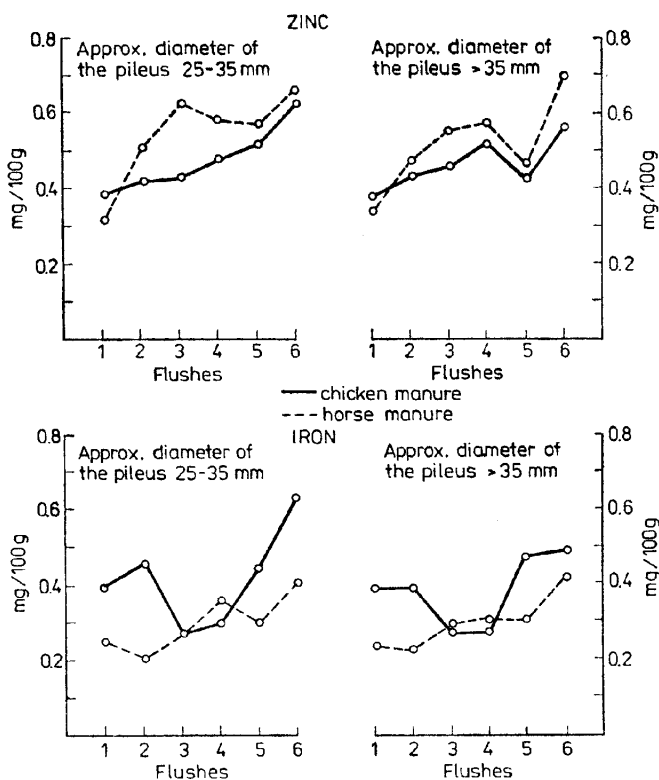 ZINC
Approx. diameter of
the pileus 25-35 mm
0.8
0.6
0.4
0.2
mg/100g
1 2 3 4 5 6
Flushes
Approx. diameter of
the pileus > 35 mm
0.8
0.6
0.4
0.2
mg/100g
1 2 3 4 5 6
Flushes
chicken manure
horse manure
IRON
Approx. diameter of
the pileus 25-35 mm
0.8
0.6
0.4
0.2
mg/100g
1 2 3 4 5 6
Flushes
Approx. diameter of
the pileus > 35 mm
0.8
0.6
0.4
0.2
mg/100g
1 2 3 4 5 6
Flushes